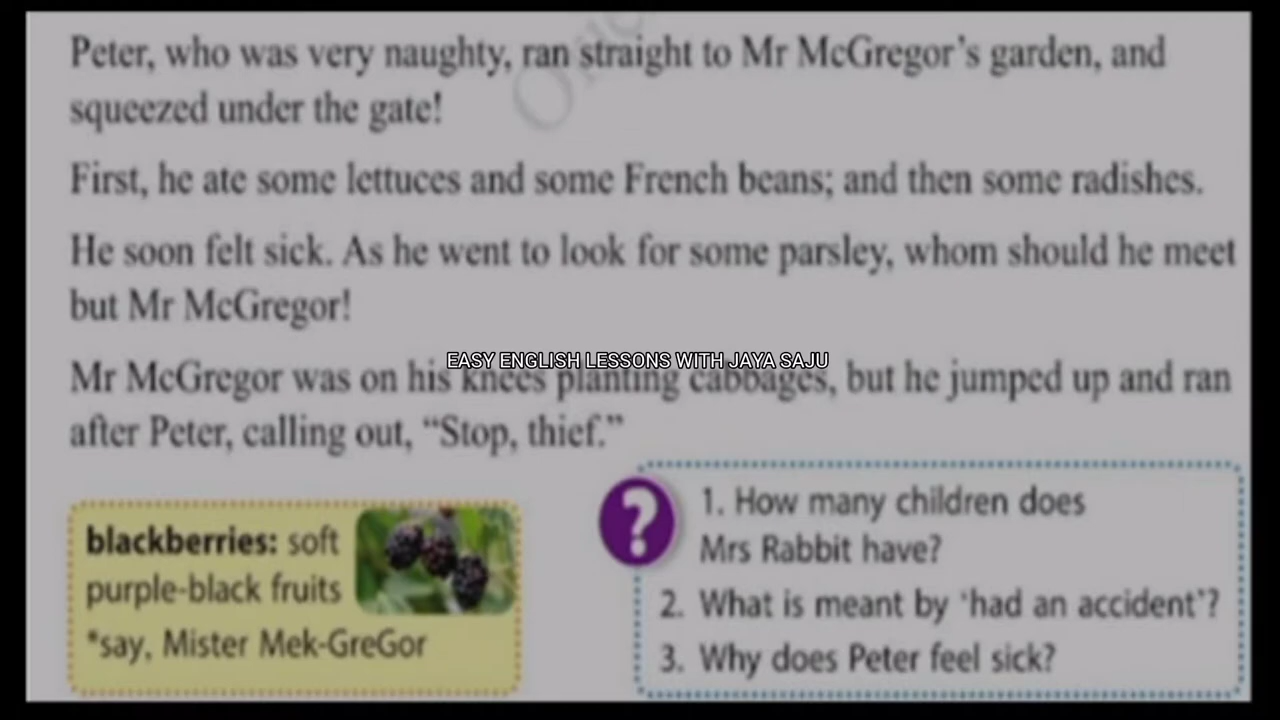 Peter, who was very naughty, ran straight to Mr McGregor's garden, and
squeezed under the gate!
First, he ate some lettuces and some French beans; and then some radishes.
He soon felt sick. As he went to look for some parsley, whom should he meet
but Mr McGregor!
EASY ENGLISH LESSONS WITH JAYA SAJU
Mr McGregor was on his knees planting cabbages, but he jumped up and ran
after Peter, calling out, “Stop, thief.”
blackberries: soft
purple-black fruits
*say, Mister Mek-GreGor
?
1. How many children does
Mrs Rabbit have?
2. What is meant by 'had an accident'?
3. Why does Peter feel sick?